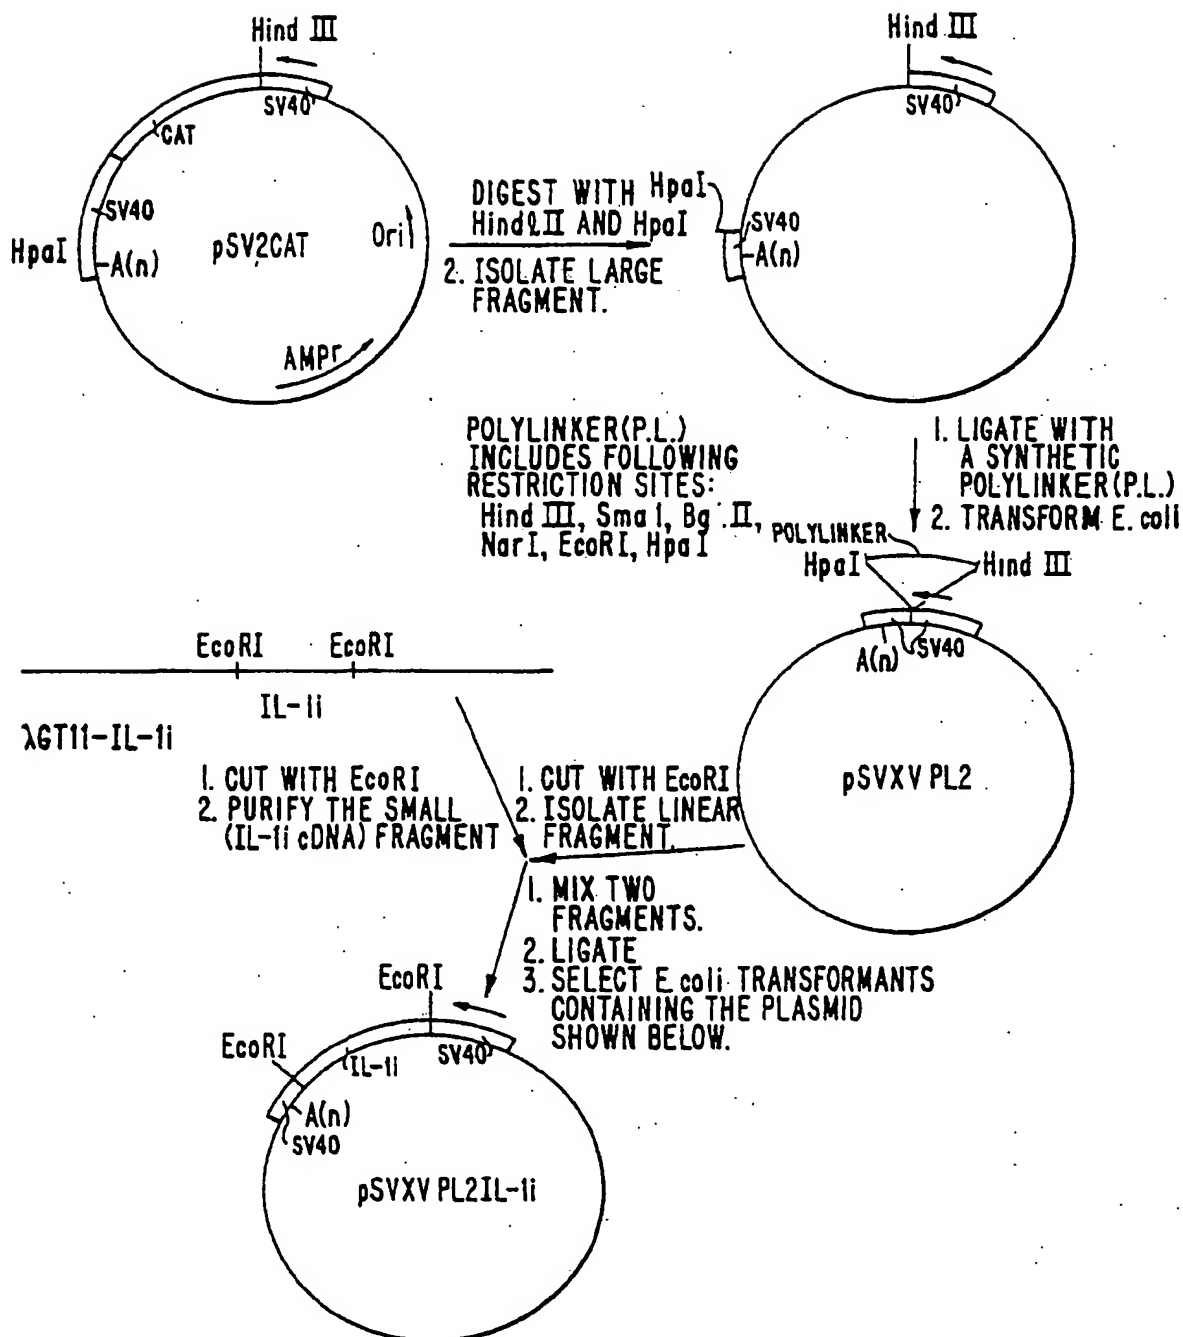 Hind III
SV40
CAT
SV40
HpaI
A(n)
pSV2CAT
Ori
AMPr
DIGEST WITH
HindlII AND HpaI
2. ISOLATE LARGE
FRAGMENT.
Hind III
SV40
HpaI
SV40
A(n)
POLYLINKER(P.L.)
INCLUDES FOLLOWING
RESTRICTION SITES:
Hind III, Sma I, Bg .II,
NarI, EcoRI, HpaI
1. LIGATE WITH
A SYNTHETIC
POLYLINKER(P.L.)
2. TRANSFORM E. coli
POLYLINKER
HpaI
Hind III
A(n)
SV40
pSVXVPL2
EcoRI
EcoRI
IL-1i
λGT11-IL-1i
1. CUT WITH EcoRI
2. PURIFY THE SMALL
(IL-1i cDNA) FRAGMENT
1. CUT WITH EcoRI
2. ISOLATE LINEAR
FRAGMENT.
1. MIX TWO
FRAGMENTS.
2. LIGATE
3. SELECT E. coli TRANSFORMANTS
CONTAINING THE PLASMID
SHOWN BELOW.
EcoRI
EcoRI
IL-1i
SV40
A(n)
SV40
pSVXVPL2IL-1i